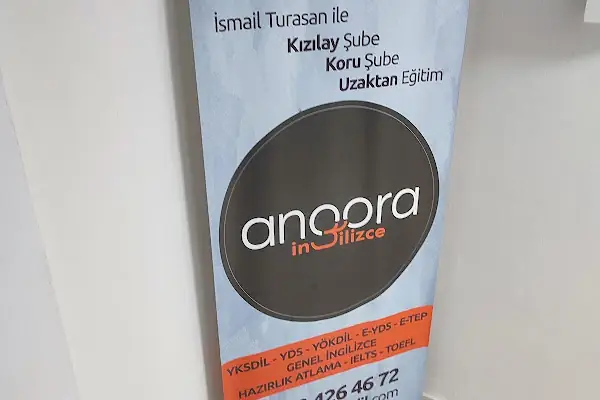 İsmail Turasan ile
Kızılay Şube
Koru Şube
Uzaktan Eğitim
angora
ingilizce
YKSDİL - YDS - YÖKDİL - E-YDS - E-TEP
GENEL İNGİLİZCE
HAZIRLIK ATLAMA - IELTS - TOEFL
426 46 72
.com